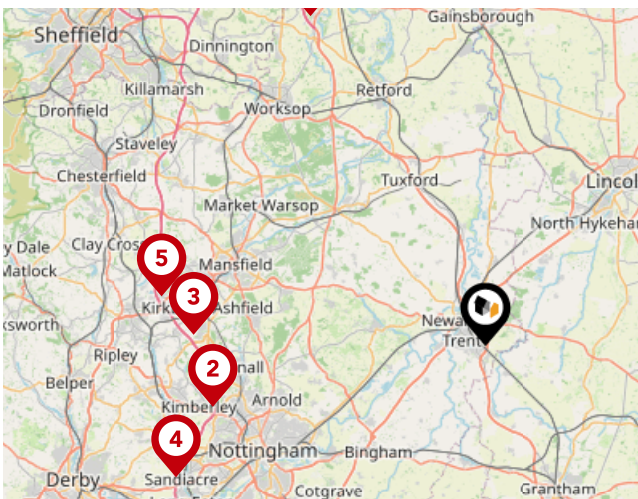 Gainsborough
Sheffield
Dinnington
Killamarsh
Retford
Worksop
Dronfield
Staveley
Chesterfield
Tuxford
Lincol
Market Warsop
North Hykeham
y Dale
Clay Cross
Matlock
5
Mansfield
3
Kirk
Ashfield
Newa
Trent
ksworth
Ripley
2
nall
Belper
Kimberley
Arnold
4
Nottingham
Bingham
Derby
Sandiacre
Grantham
Cotgrave